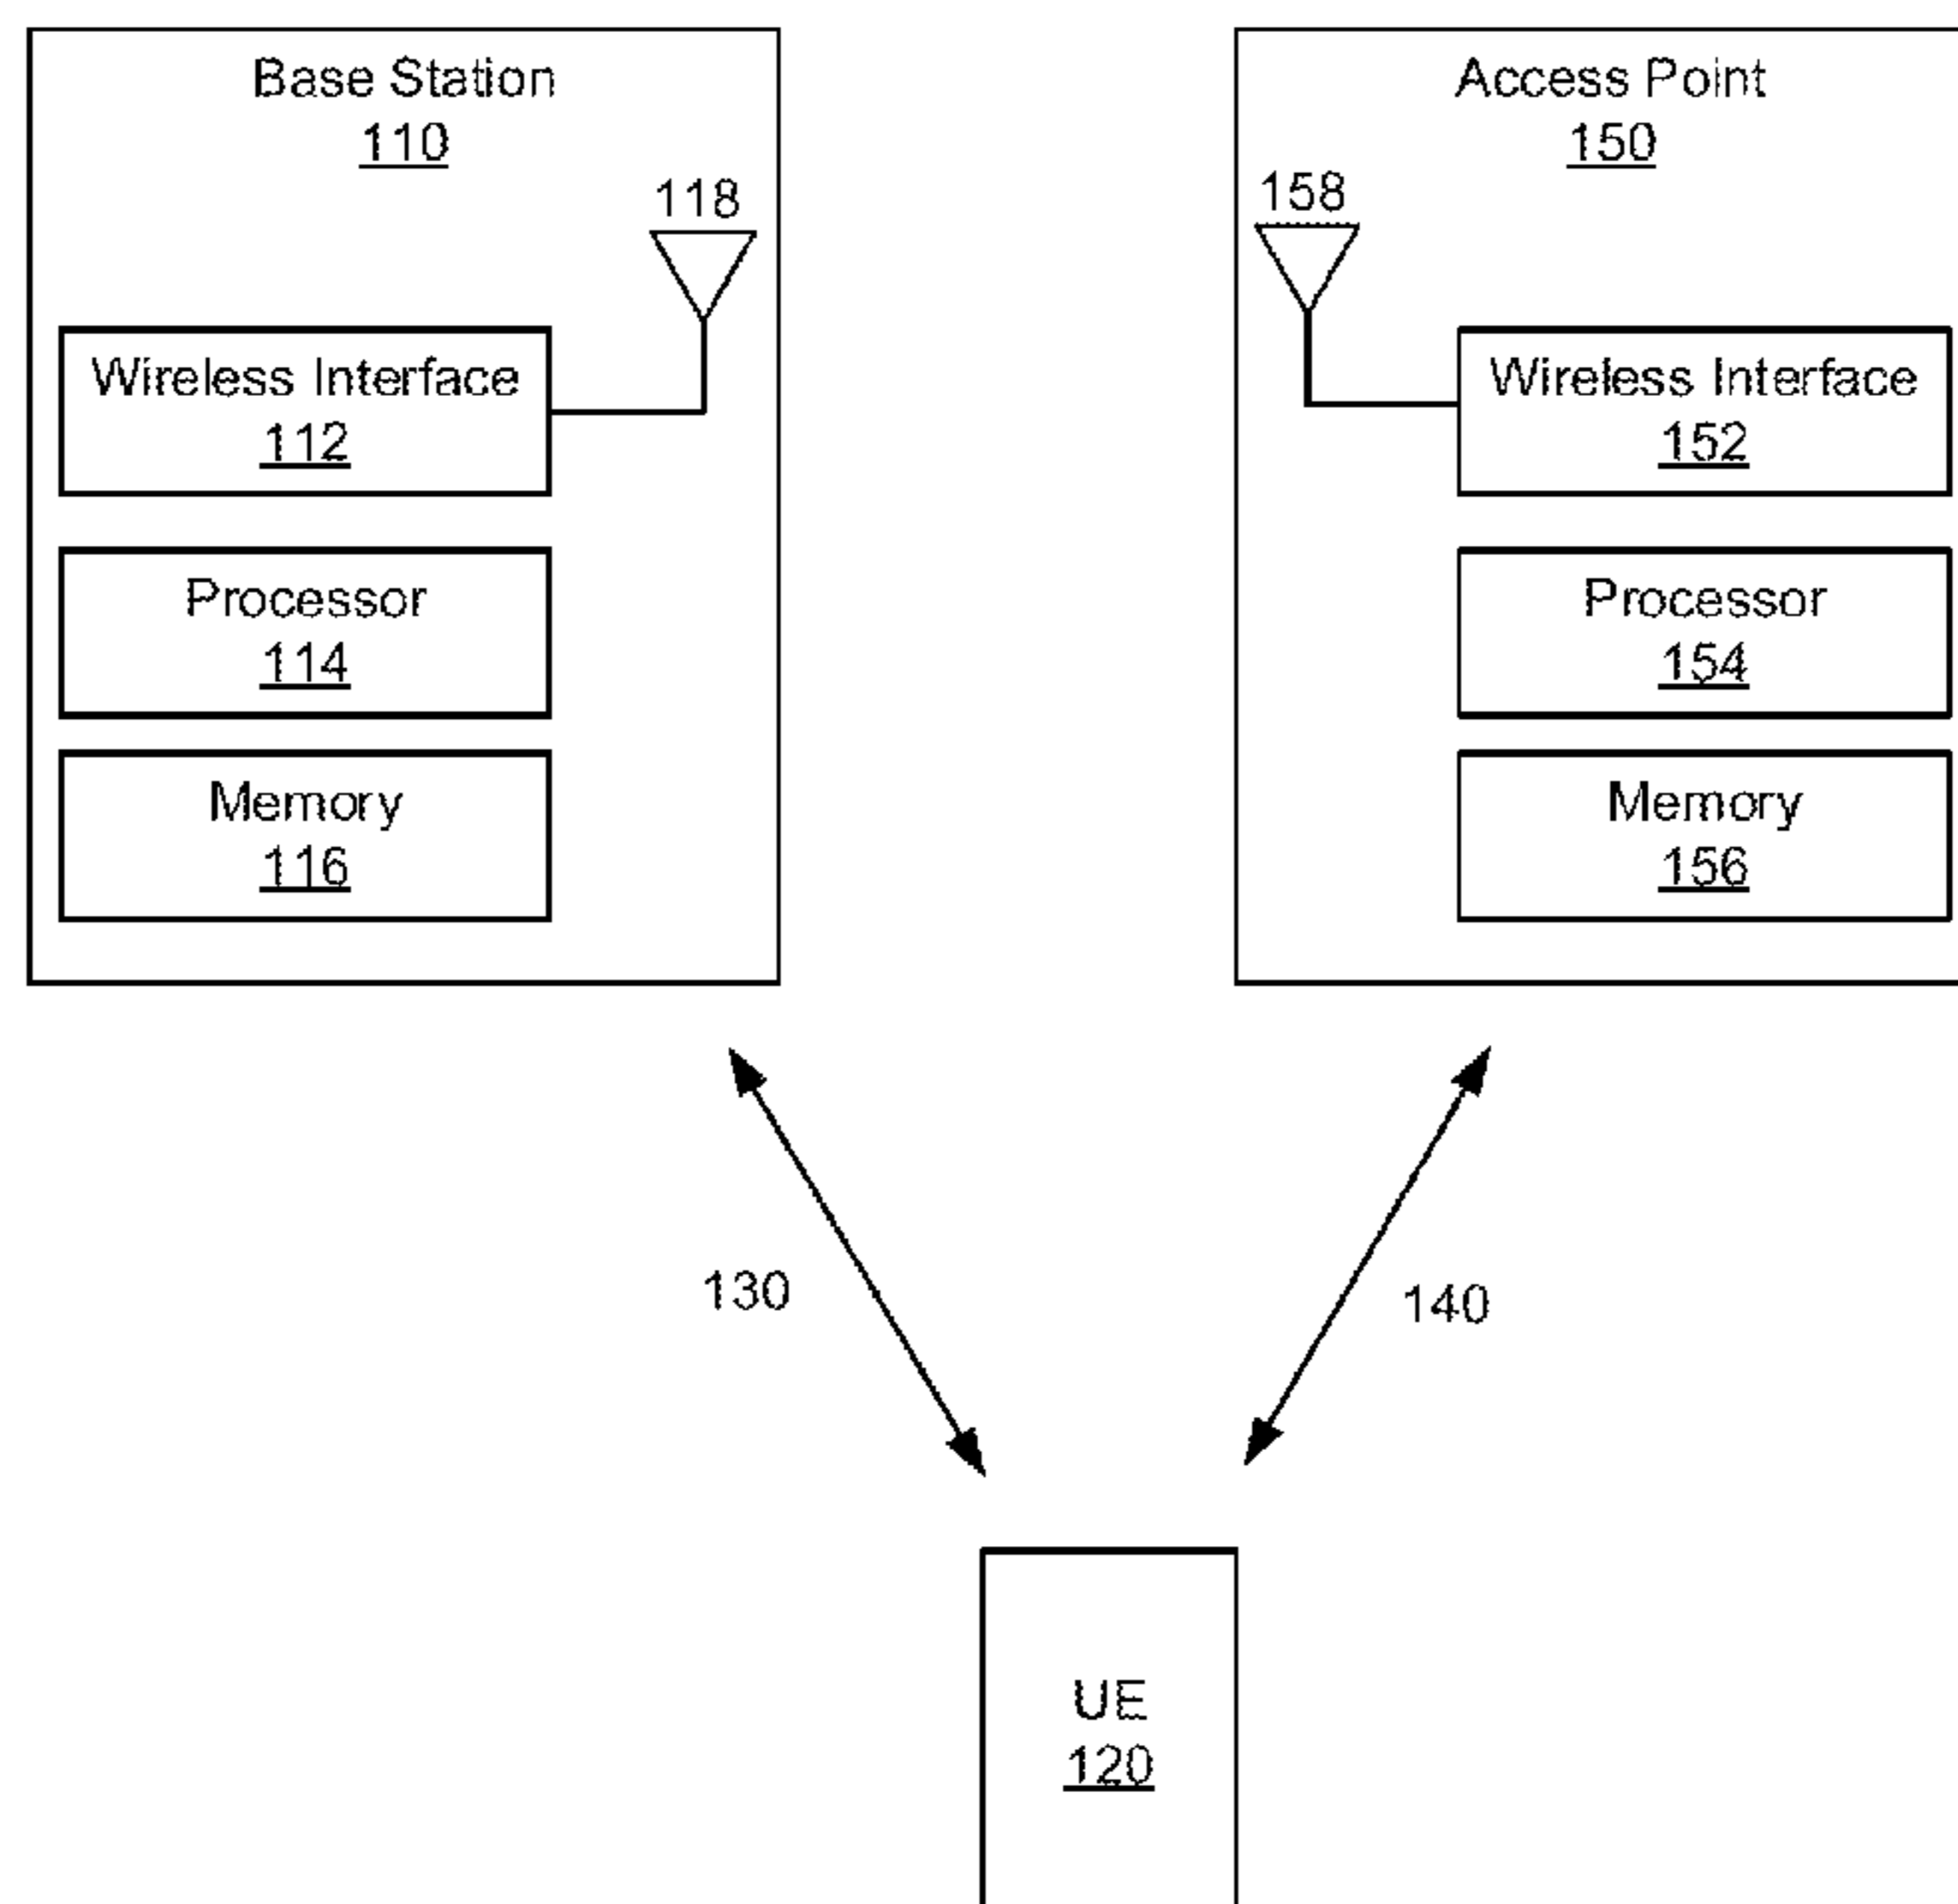 Base Station
110
118
Wireless Interface
112
Processor
114
Memory
116
Access Point
150
158
Wireless Interface
152
Processor
154
Memory
156
130
140
UE
120